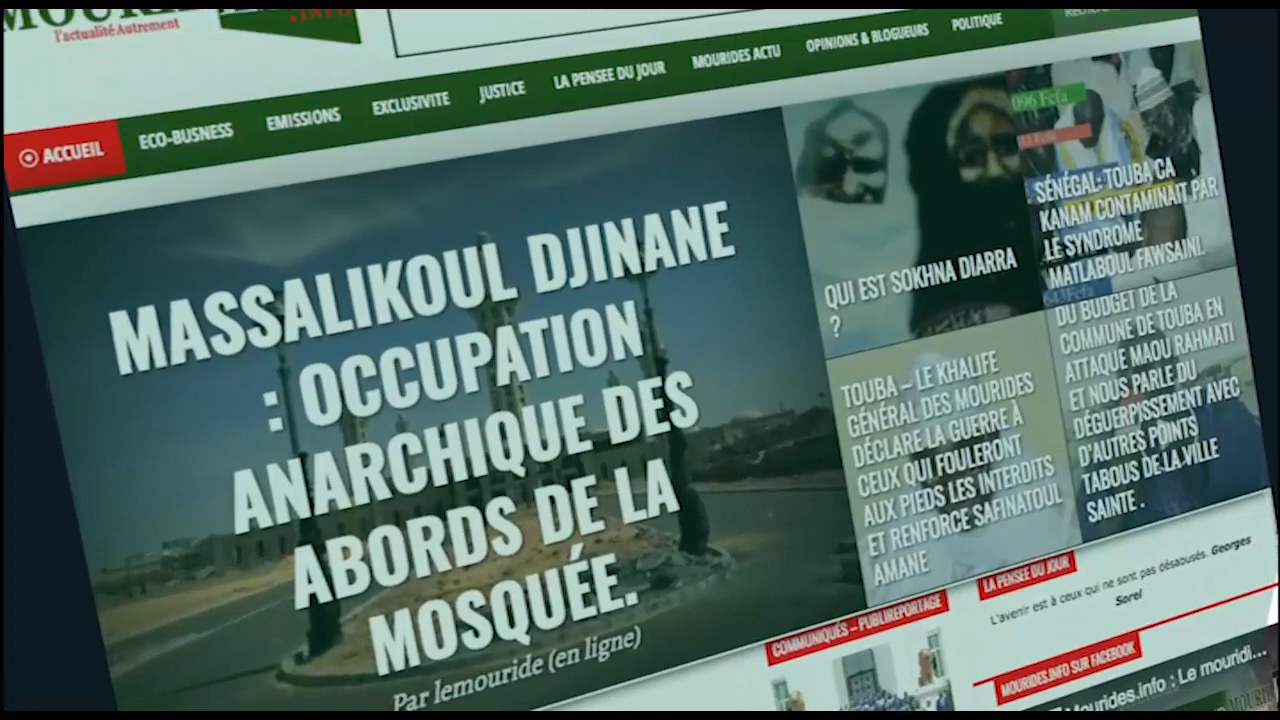 l'actualité Autrement
.INFO
ACCUEIL
ECO-BUSNESS
EMISSIONS
EXCLUSIVITE
JUSTICE
LA PENSEE DU JOUR
MOURIDES ACTU
OPINIONS & BLOGUEURS
POLITIQUE
MASSALIKOUL DJINANE
: OCCUPATION
ANARCHIQUE DES
ABORDS DE LA
MOSQUÉE.
Par lemouride (en ligne)
QUI EST SOKHNA DIARRA
?
096 Fcfa
SÉNÉGAL: TOUBA CA
KANAM CONTAMINAIT PAR
LE SYNDROME
MATLABOUL FAWSAINI.
TOUBA – LE KHALIFE
GÉNÉRAL DES MOURIDES
DÉCLARE LA GUERRE À
CEUX QUI FOULERONT
AUX PIEDS LES INTERDITS
ET RENFORCE SAFINATOUL
AMANE
DU BUDGET DE LA
COMMUNE DE TOUBA EN
ATTAQUE MAOU RAHMATI
ET NOUS PARLE DU
DÉGUERPISSEMENT AVEC
D'AUTRES POINTS
TABOUS DE LA VILLE
SAINTE .
COMMUNIQUÉS – PUBLIREPORTAGE
LA PENSEE DU JOUR
L'avenir est à ceux qui ne sont pas désabusés. Georges
Sorel
MOURIDES.INFO SUR FACEBOOK
Mourides.info : Le mouridi...